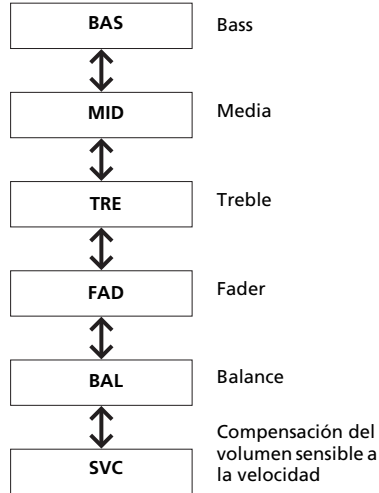 BAS
Bass
MID
Media
TRE
Treble
FAD
Fader
BAL
Balance
SVC
Compensación del
volumen sensible a
la velocidad